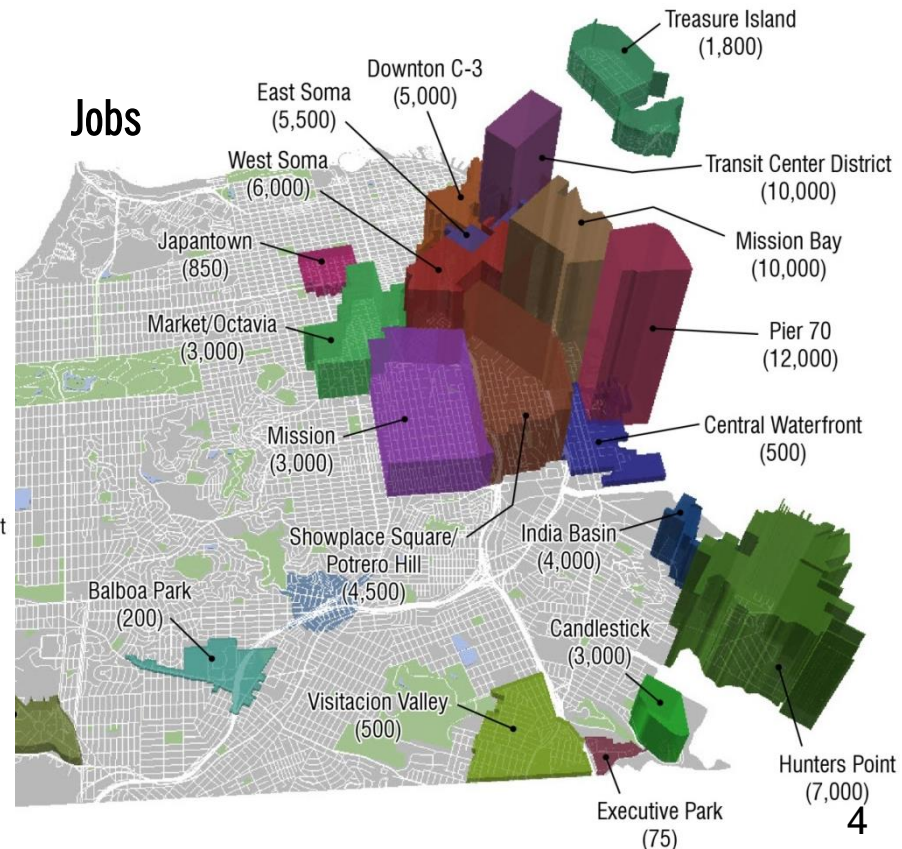 Jobs
Treasure Island
(1,800)
Downton C-3
(5,000)
East Soma
(5,500)
West Soma
(6,000)
Transit Center District
(10,000)
Japantown
(850)
Mission Bay
(10,000)
Market/Octavia
(3,000)
Pier 70
(12,000)
Mission
(3,000)
Central Waterfront
(500)
t
Showplace Square/
Potrero Hill
(4,500)
India Basin
(4,000)
Balboa Park
(200)
Candlestick
(3,000)
Visitacion Valley
(500)
Hunters Point
(7,000)
Executive Park
(75)
4